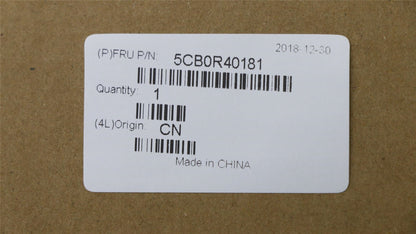 2018-12-30
(P)FRU P/N: 5CB0R40181
Quantity: 1
(4L)Origin: CN
Made in CHINA